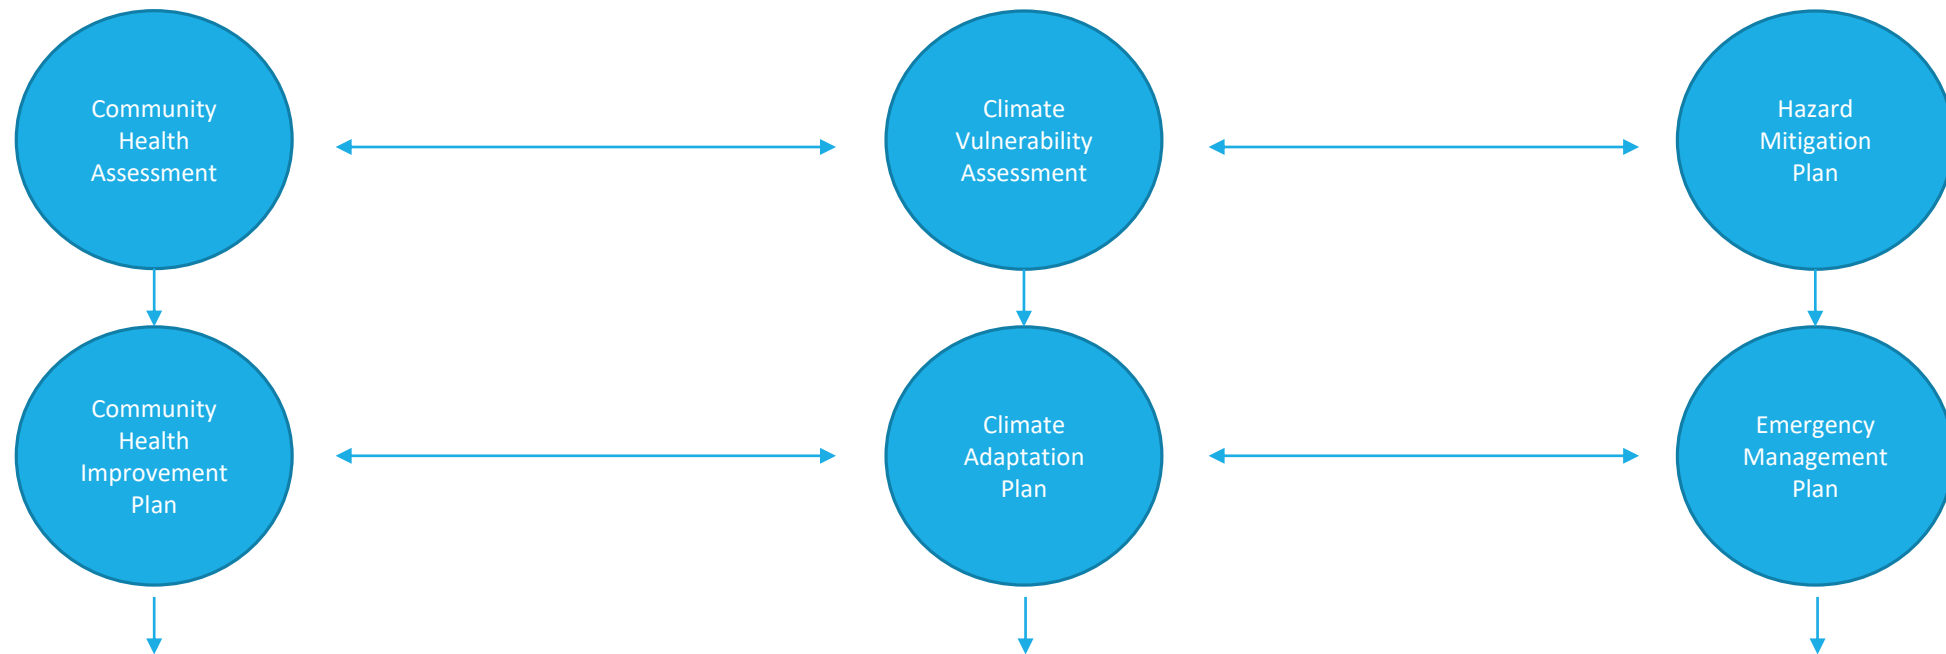 Community
Health
Assessment
Climate
Vulnerability
Assessment
Hazard
Mitigation
Plan
Community
Health
Improvement
Plan
Climate
Adaptation
Plan
Emergency
Management
Plan